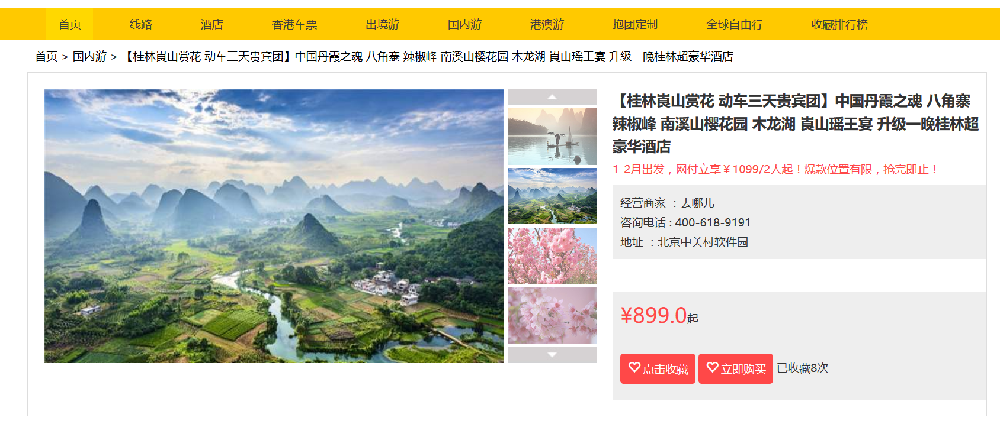 首页 线路 酒店 香港车票 出境游 国内游 港澳游 抱团定制 全球自由行 收藏排行榜
首页 > 国内游 > 【桂林崀山赏花 动车三天贵宾团】中国丹霞之魂 八角寨 辣椒峰 南溪山樱花园 木龙湖 崀山瑶王宴 升级一晚桂林超豪华酒店
【桂林崀山赏花 动车三天贵宾团】中国丹霞之魂 八角寨
辣椒峰 南溪山樱花园 木龙湖 崀山瑶王宴 升级一晚桂林超
豪华酒店
1-2月出发，网付立享￥1099/2人起！爆款位置有限，抢完即止！
经营商家 ：去哪儿
咨询电话 : 400-618-9191
地址 ：北京中关村软件园
¥899.0起
点击收藏 立即购买 已收藏8次